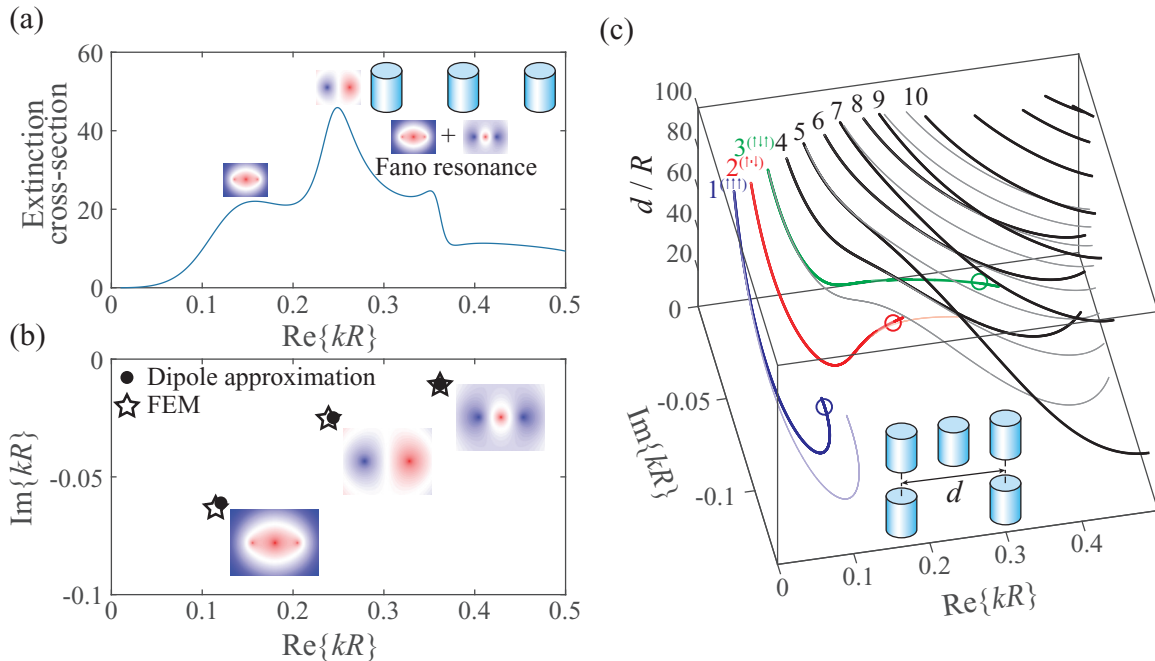 (a)
Extinction
cross-section
60
40
20
0
0.1
0.2
0.3
0.4
0.5
Re{kR}
+
Fano resonance
(b)
Dipole approximation
FEM
Im{kR}
0
-0.05
-0.1
0
0.1
0.2
0.3
0.4
0.5
Re{kR}
(c)
d / R
100
80
60
40
20
0
1(↑↑↑)
2(↑·↓)
3(↑↓↑)
4
5
6
7
8
9
10
Im{kR}
-0.05
-0.1
d
0
0.1
0.2
0.3
0.4
Re{kR}